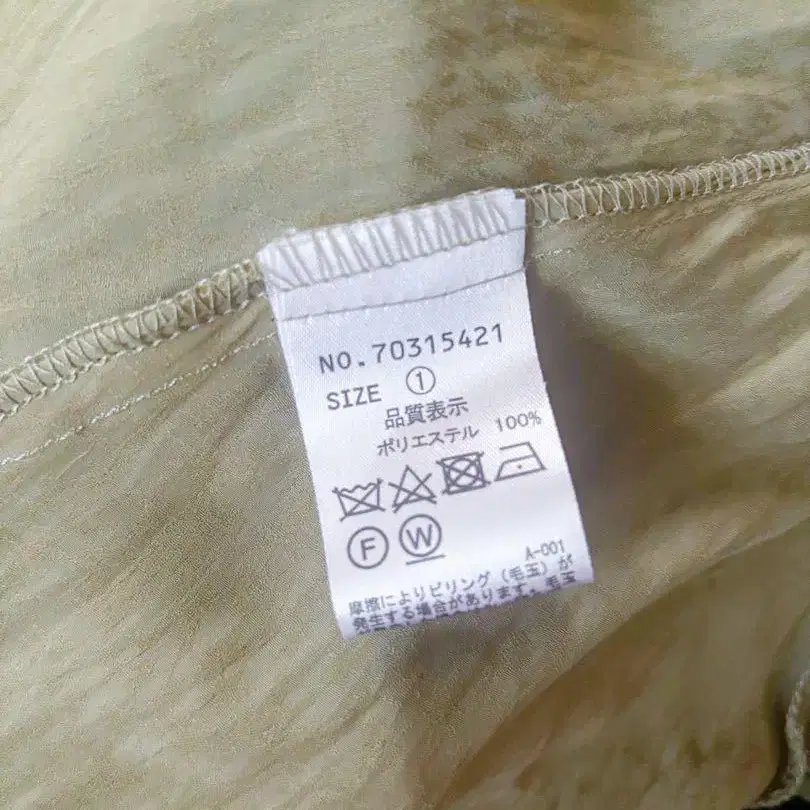 NO.70315421
SIZE ①
品質表示
ポリエステル 100%
F W
A-001
摩擦によりピリング(毛玉)が
発生する場合があります。毛玉